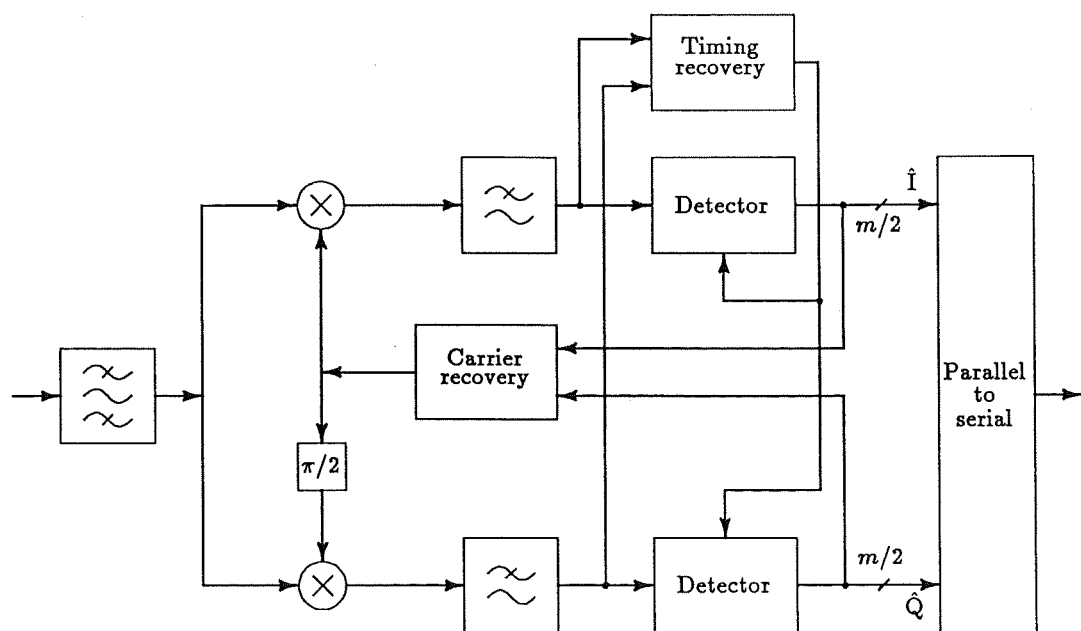 Timing
recovery
Detector
Î
m/2
Carrier
recovery
Parallel
to
serial
π/2
Detector
m/2
Q̂